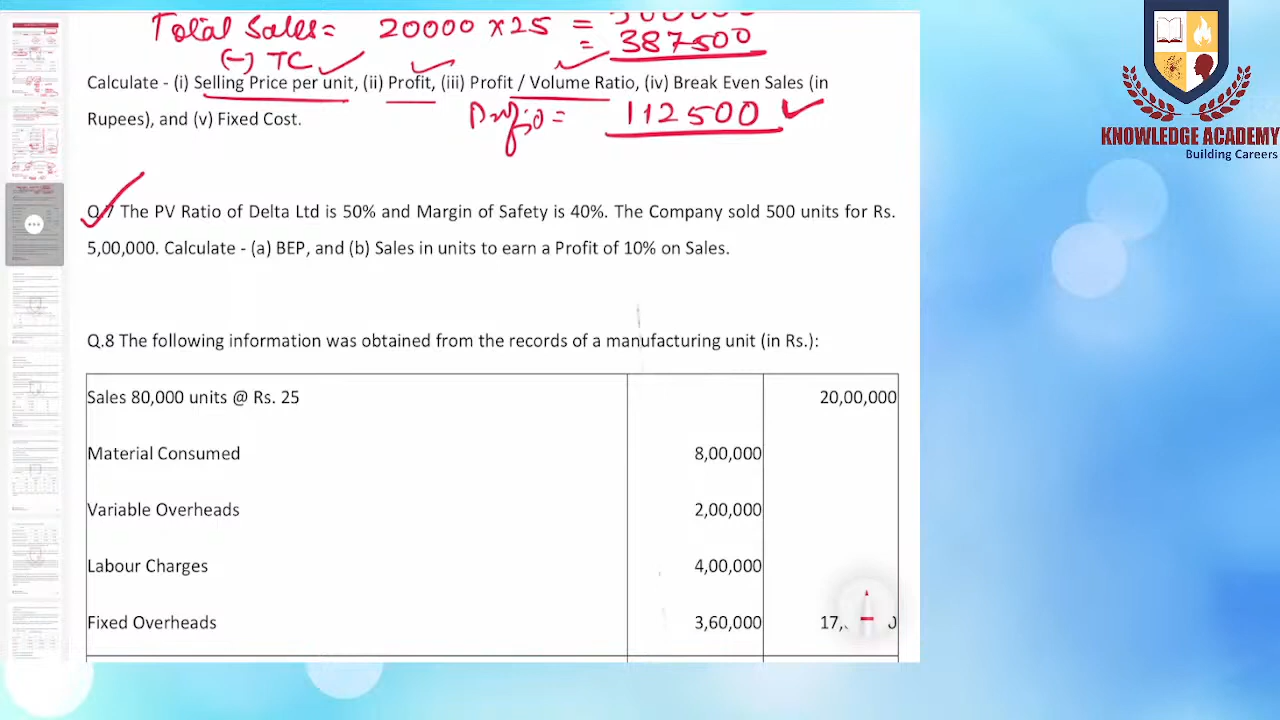 Total Sales = 20000 x 25 =
(-) TC = 387500
Calculate - (i) Selling Price per unit, (ii) Profit, (iii) Profit / Volume Ratio, (iv) Break Even Sales (in
Rupees), and (v) Fixed Cost.
Profit = 112500
Q.7 The PV Ratio of Delta Ltd is 50% and Margin of Safety is 40%. The Company sold 500 units for Rs.
5,00,000. Calculate - (a) BEP, and (b) Sales in units to earn a Profit of 10% on Sales.
Q.8 The following information was obtained from the records of a manufacturing unit (in Rs.):
Sales 80,000 units @ Rs. 25 20,00,000
Material Consumed 8,00,000
Variable Overheads 2,00,000
Labour Charges 4,00,000
Fixed Overheads 3,60,000
KNOWLEDGE ACADEMY
Building Careers